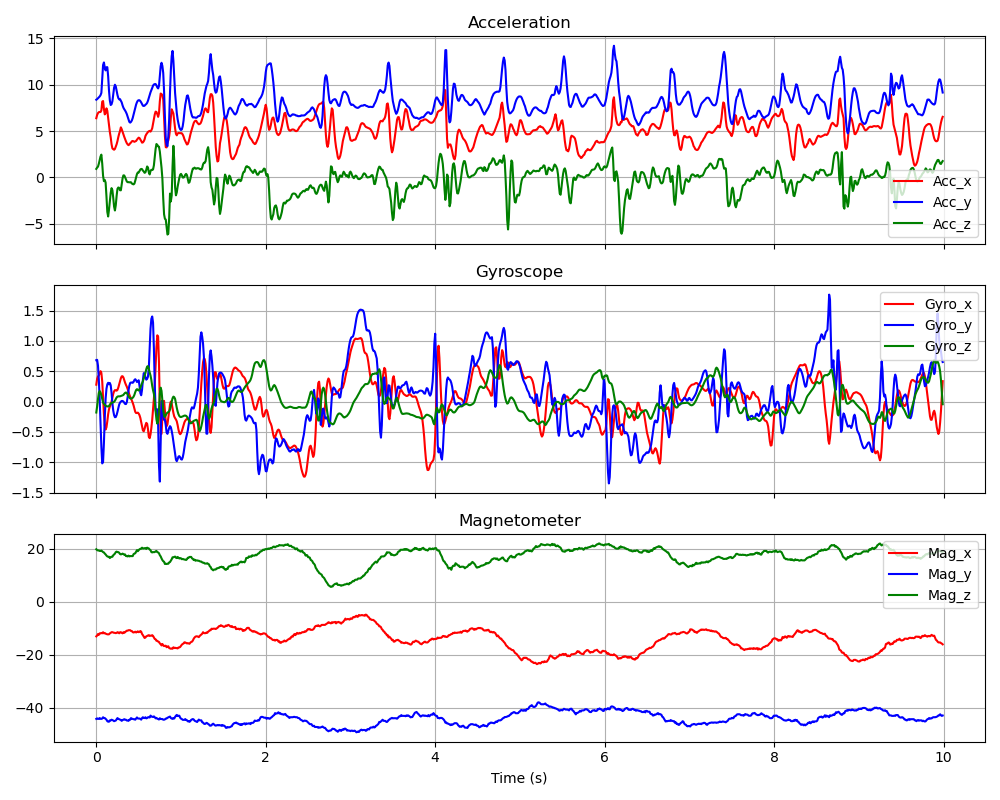 Acceleration
15
10
5
0
−5
Acc_x
Acc_y
Acc_z
Gyroscope
1.5
1.0
0.5
0.0
−0.5
−1.0
−1.5
Gyro_x
Gyro_y
Gyro_z
Magnetometer
20
0
−20
−40
Mag_x
Mag_y
Mag_z
0 2 4 6 8 10
Time (s)